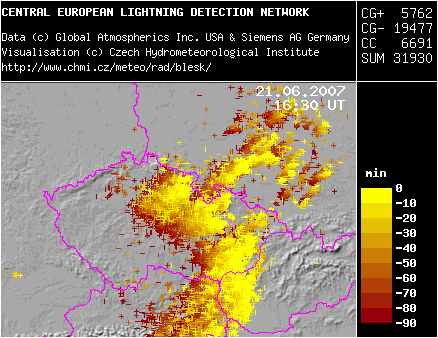 CENTRAL EUROPEAN LIGHTNING DETECTION NETWORK
Data (c) Global Atmospherics Inc. USA & Siemens AG Germany
Visualisation (c) Czech Hydrometeorological Institute
http://www.chmi.cz/meteo/rad/blesk/
CG+ 5762
CG- 19477
CC 6691
SUM 31930
21.06.2007
16:30 UT
min
0
-10
-20
-30
-40
-50
-60
-70
-80
-90